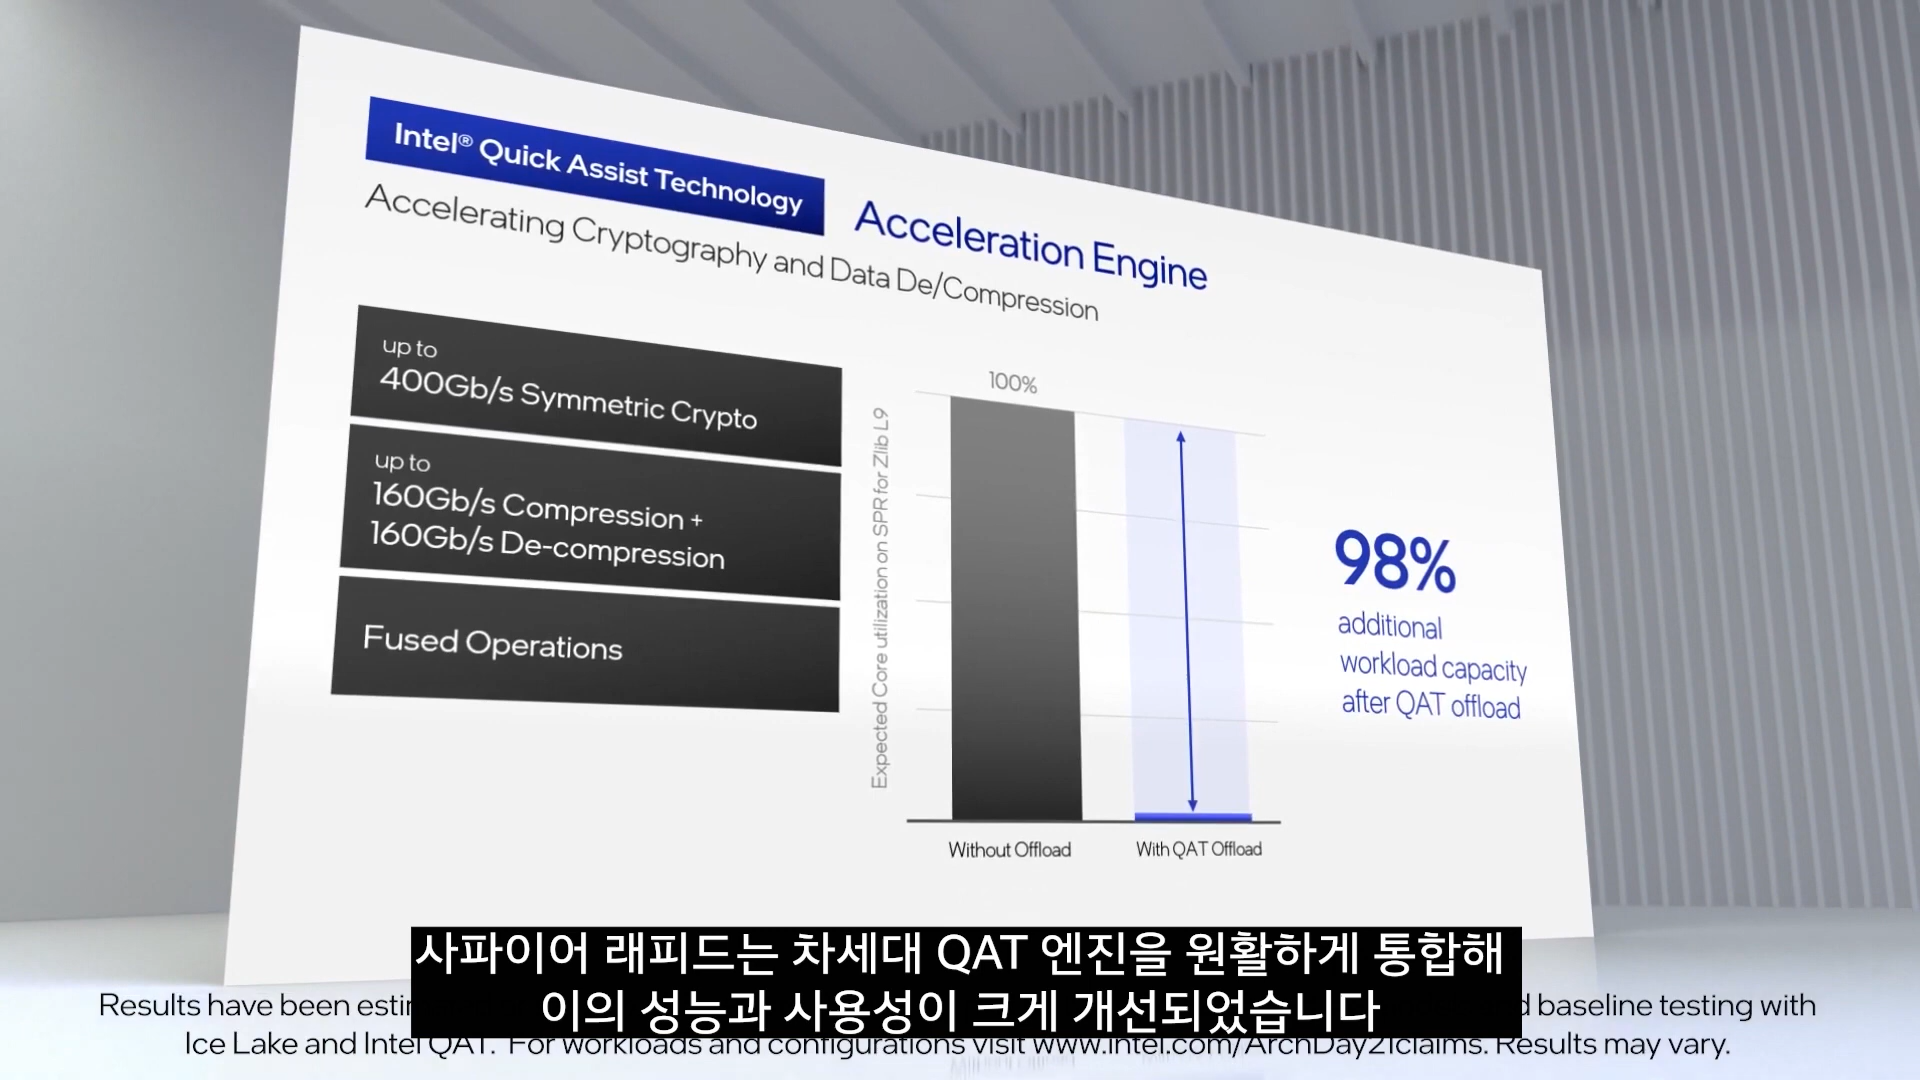 Intel® Quick Assist Technology
Acceleration Engine
Accelerating Cryptography and Data De/Compression
up to
400Gb/s Symmetric Crypto
up to
160Gb/s Compression +
160Gb/s De-compression
Fused Operations
Expected Core utilization on SPR for Zlib L9
100%
Without Offload
With QAT Offload
98%
additional
workload capacity
after QAT offload
사파이어 래피드는 차세대 QAT 엔진을 원활하게 통합해
이의 성능과 사용성이 크게 개선되었습니다
Results have been baseline testing with
Ice Lake and Intel QAT. For workloads and configurations visit www.intel.com/ArchDay21claims. Results may vary.